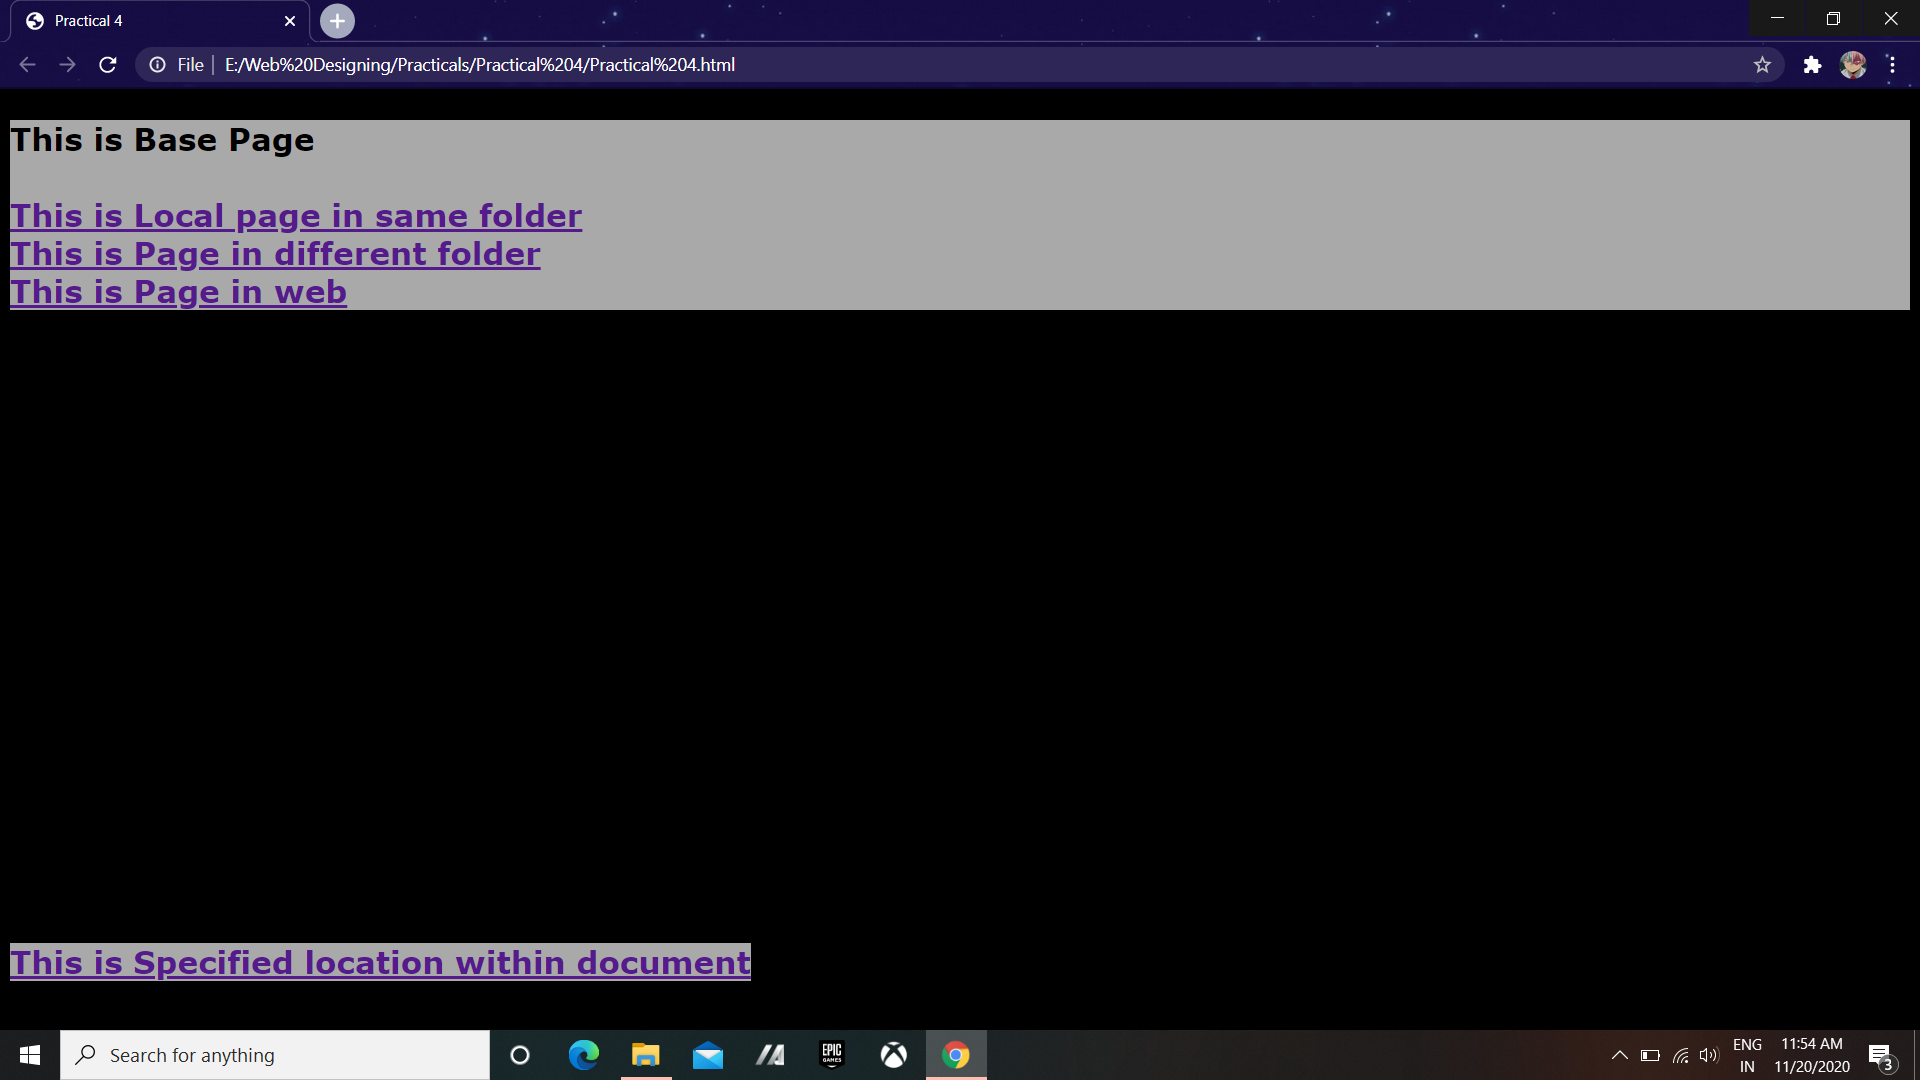 Practical 4
File
E:/Web%20Designing/Practicals/Practical%204/Practical%204.html
This is Base Page
This is Local page in same folder
This is Page in different folder
This is Page in web
This is Specified location within document
Search for anything
EPIC
GAMES
ENG
IN
11:54 AM
11/20/2020
3